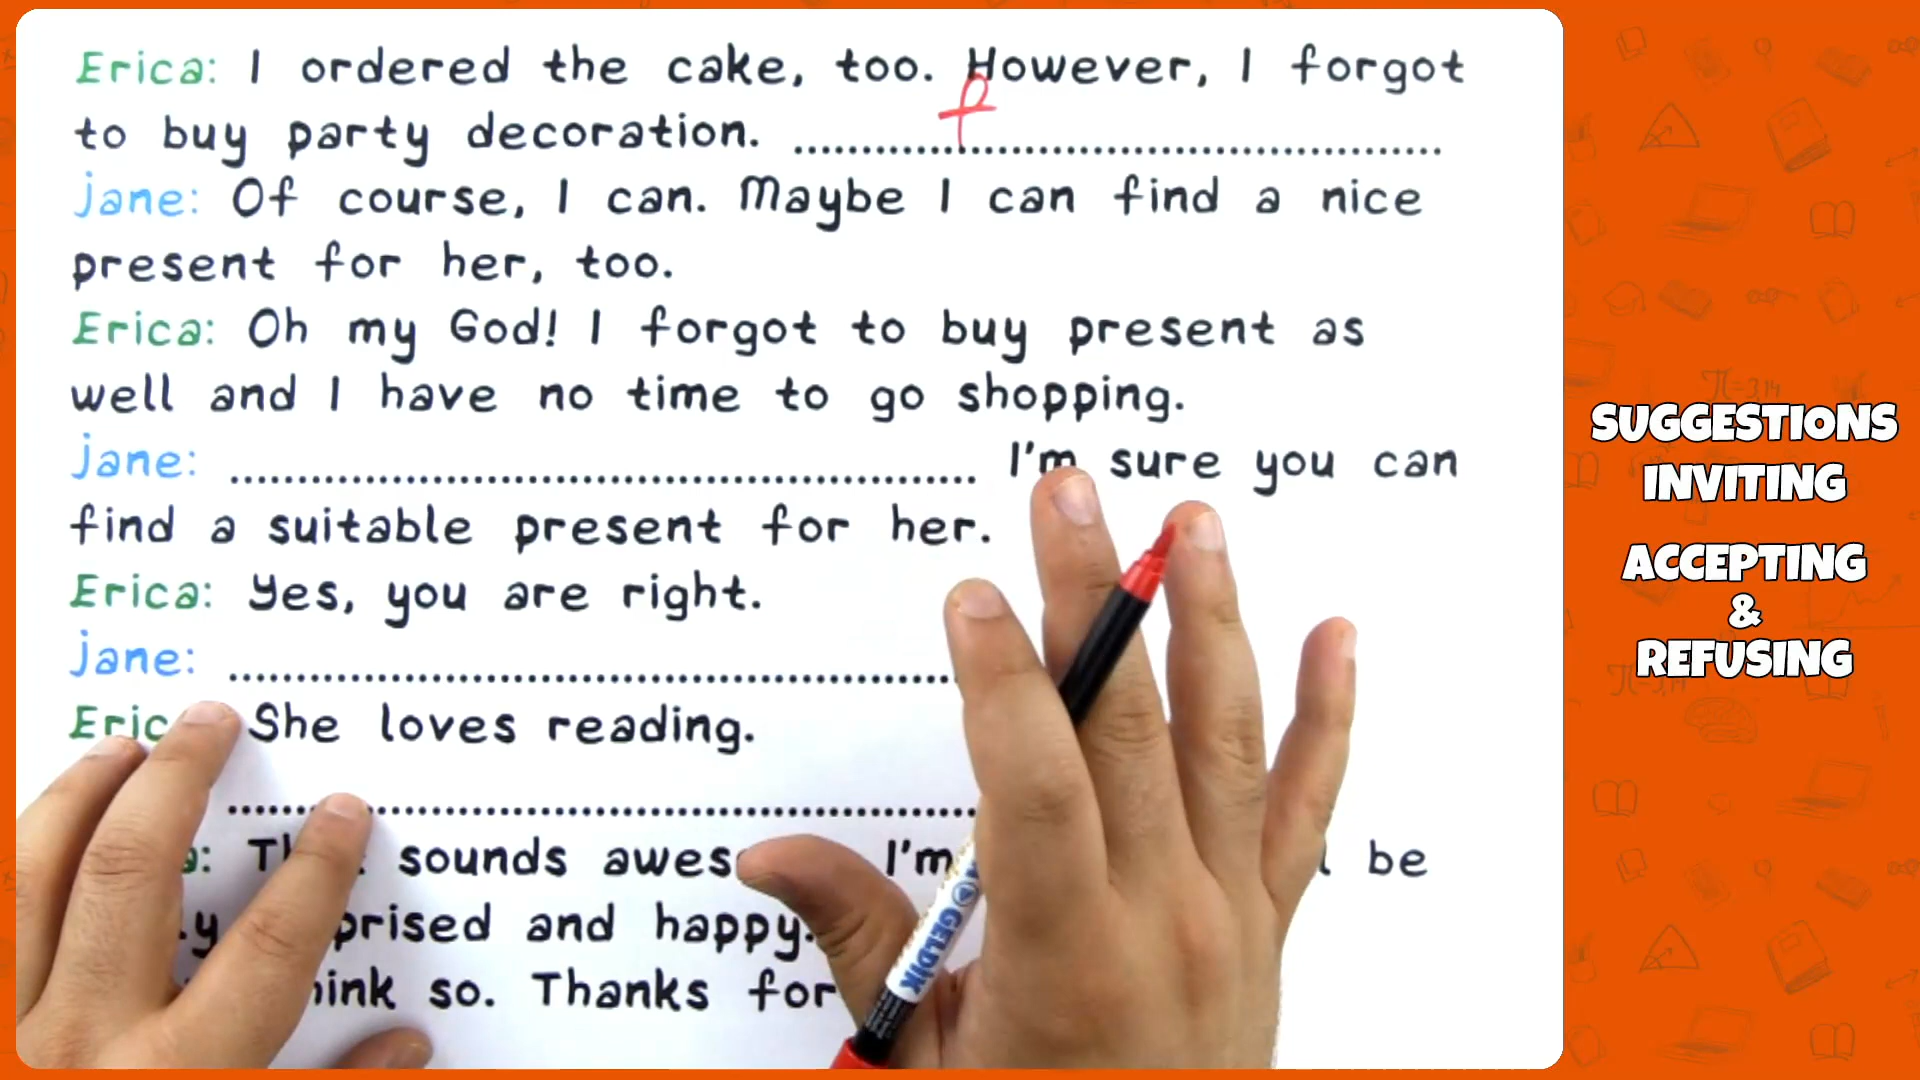 Erica: I ordered the cake, too. However, I forgot
to buy party decoration. ................................................
f
Jane: Of course, I can. Maybe I can find a nice
present for her, too.
Erica: Oh my God! I forgot to buy present as
well and I have no time to go shopping.
Jane: ....................................................... I'm sure you can
find a suitable present for her.
Erica: Yes, you are right.
Jane: ......................................................
Eric She loves reading.
.......................................................
sounds I'm be
and happy.
so. Thanks for
GELDİK
SUGGESTIONS
INVITING
ACCEPTING
&
REFUSING